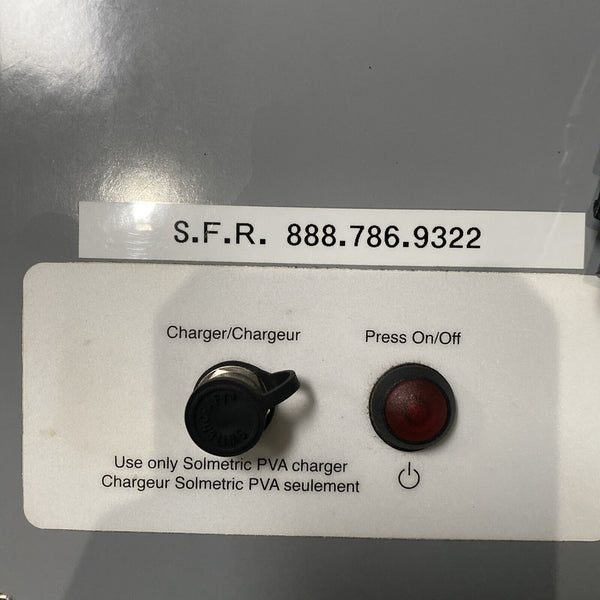 S.F.R. 888.786.9322
Charger/Chargeur
Press On/Off
Use only Solmetric PVA charger
Chargeur Solmetric PVA seulement